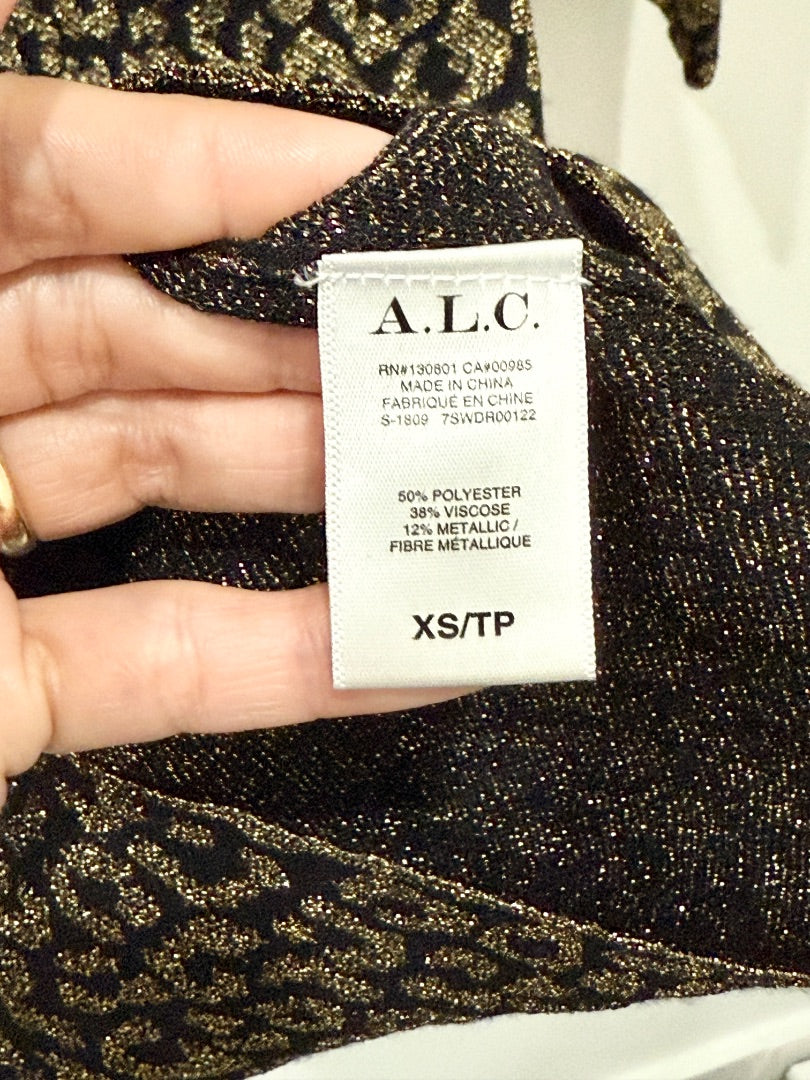 A.L.C.
RN#130801 CA#00985
MADE IN CHINA
FABRIQUÉ EN CHINE
S-1809 7SWDR00122
50% POLYESTER
38% VISCOSE
12% METALLIC /
FIBRE MÉTALLIQUE
XS/TP